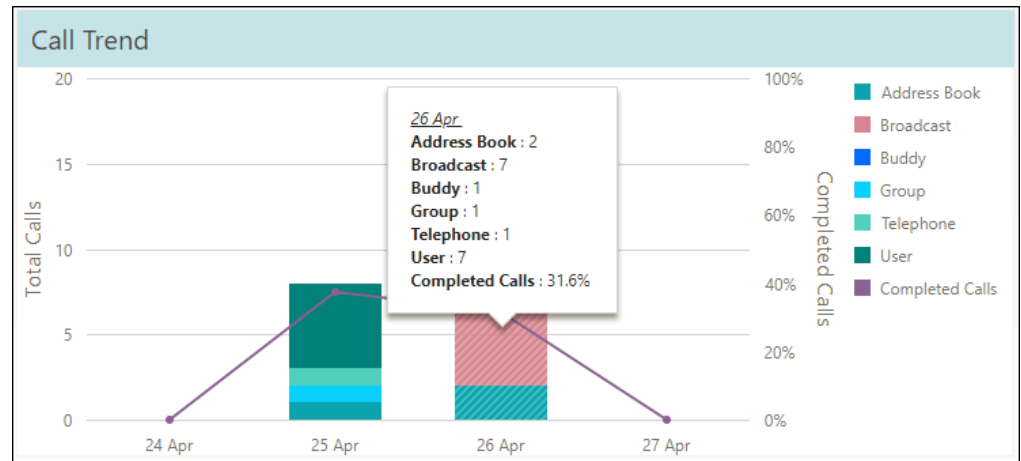 Call Trend
20
15
10
5
0
Total Calls
24 Apr
25 Apr
26 Apr
27 Apr
26 Apr
Address Book : 2
Broadcast : 7
Buddy : 1
Group : 1
Telephone : 1
User : 7
Completed Calls : 31.6%
100%
80%
60%
40%
20%
0%
Completed Calls
Address Book
Broadcast
Buddy
Group
Telephone
User
Completed Calls